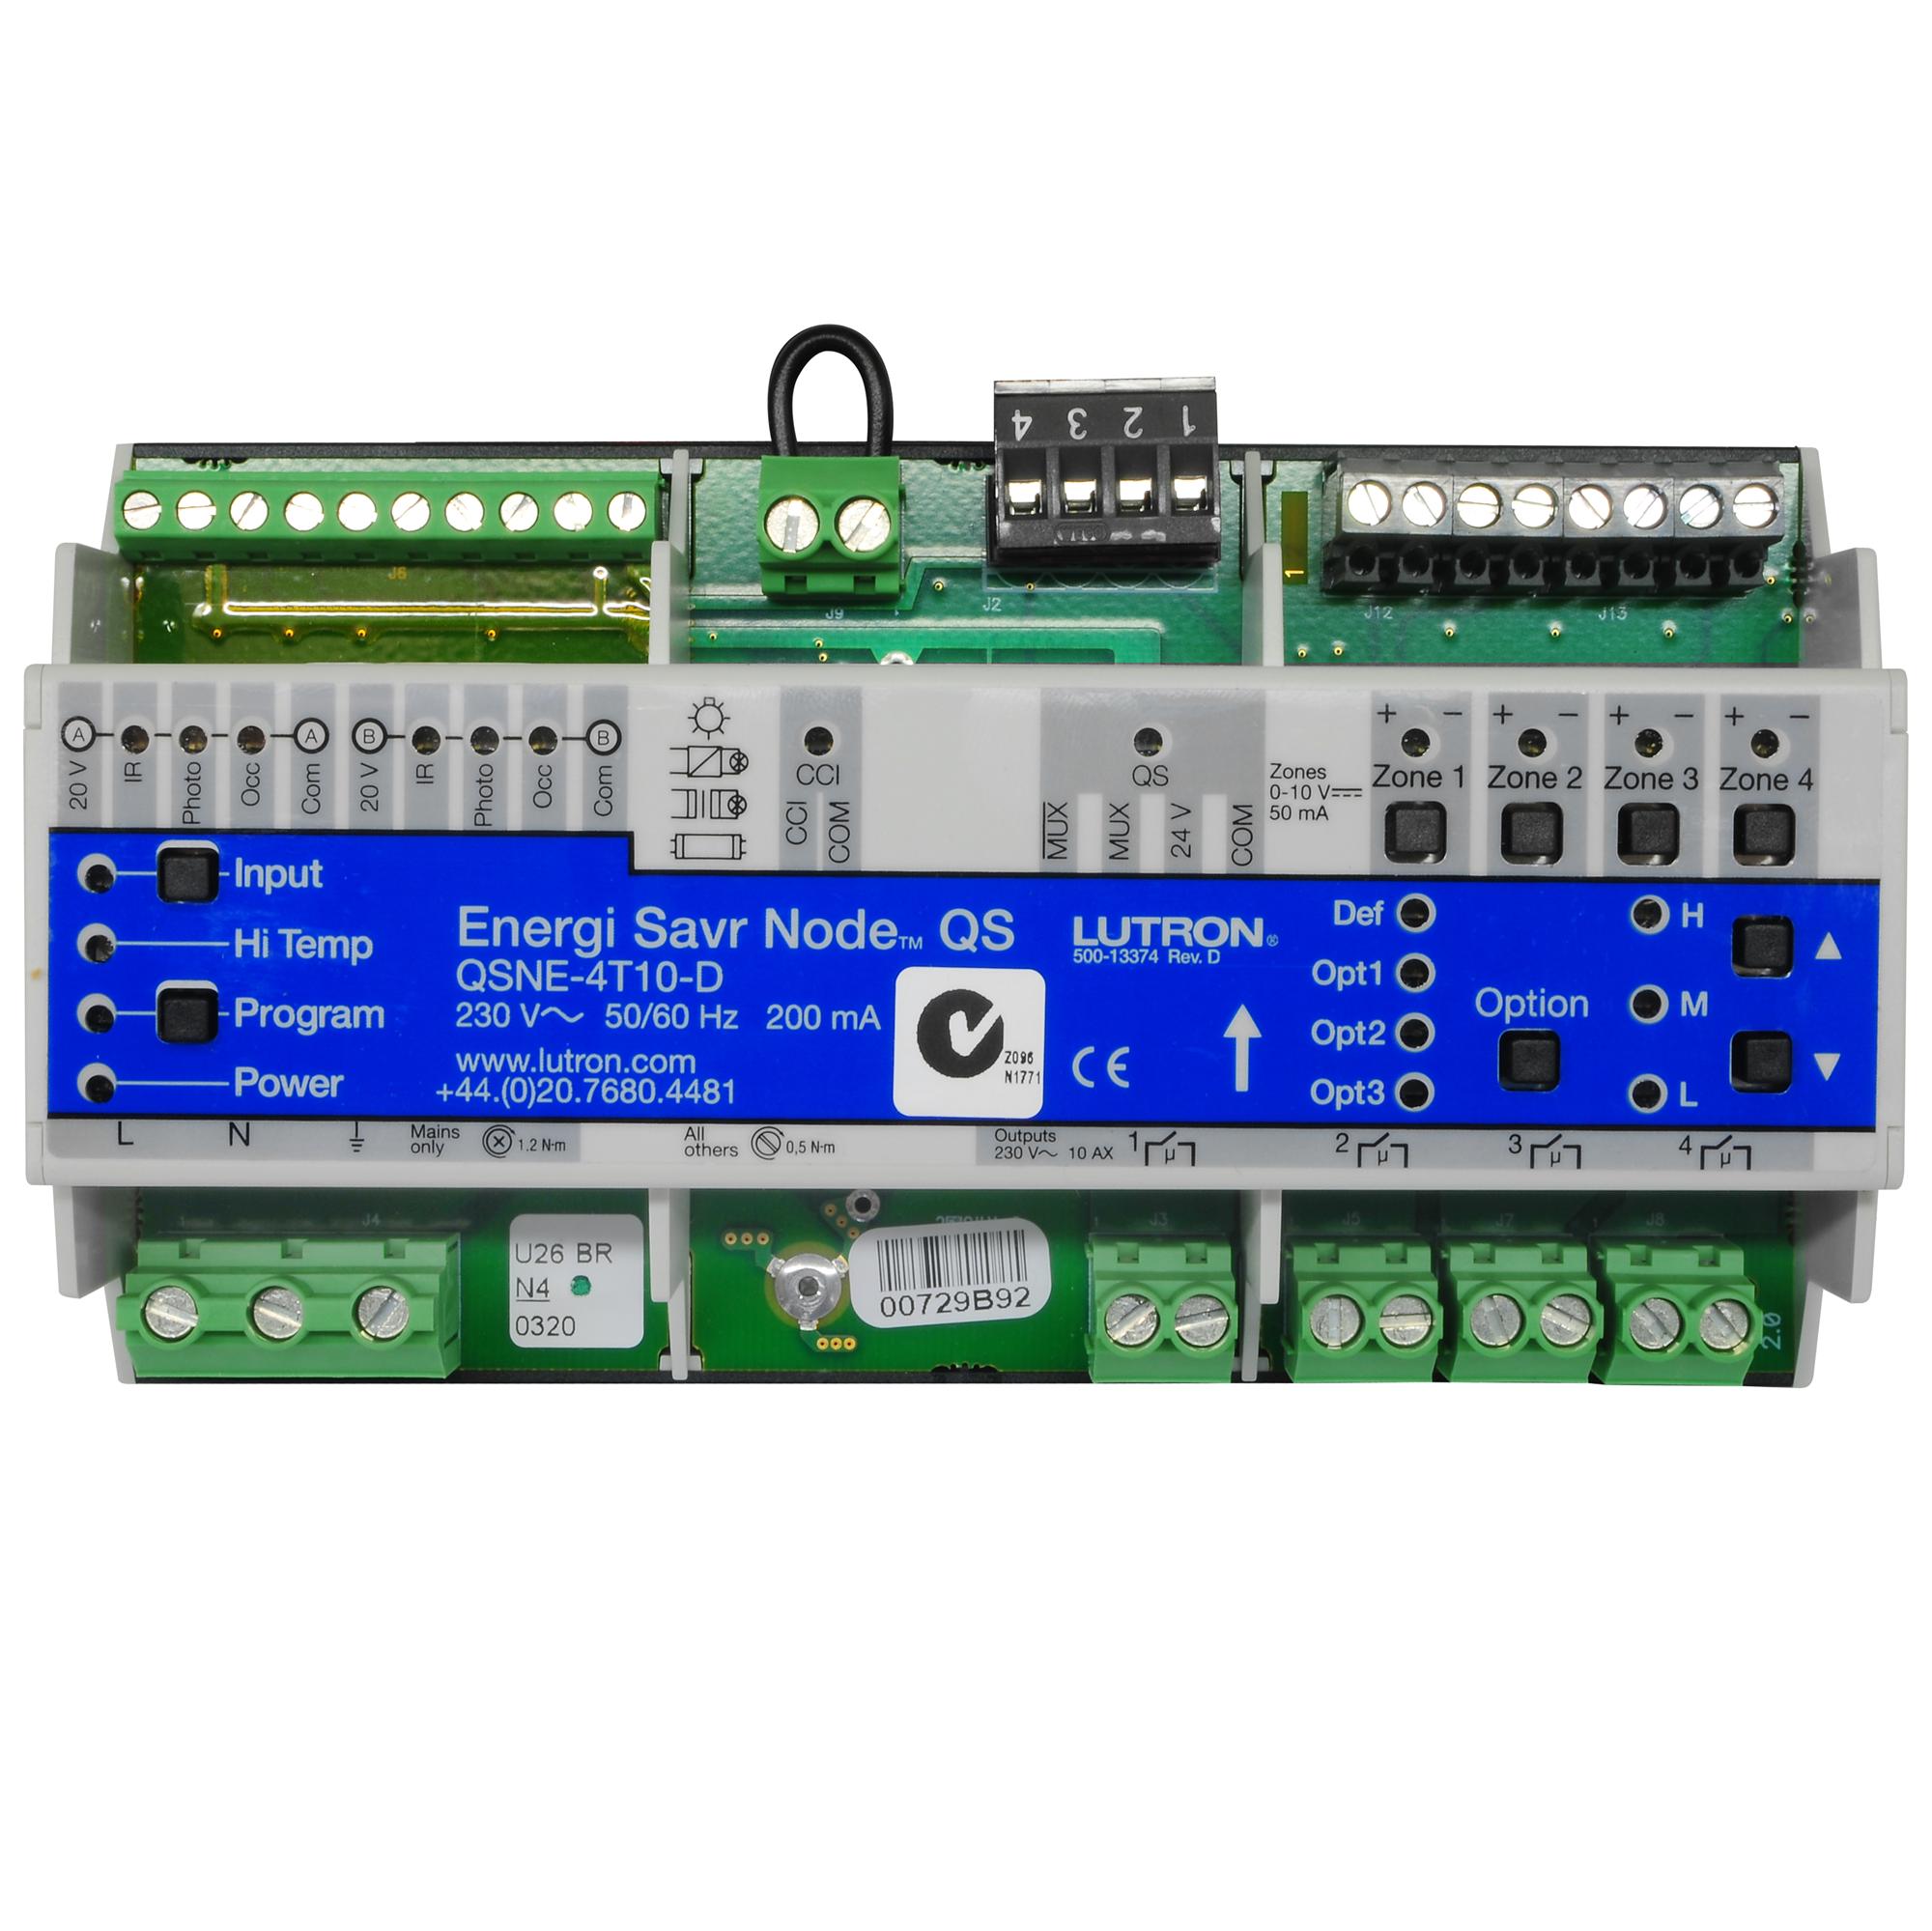 4 3 2 1
J6
J9
J2
1
J12
J13
A A B B
20 V IR Photo Occ Com 20 V IR Photo Occ Com
CCI
CCI COM
QS
MUX MUX 24 V COM
Zones
0-10 V
50 mA
+ − + − + − + −
Zone 1 Zone 2 Zone 3 Zone 4
Input
Hi Temp
Program
Power
Energi Savr Node™ QS
QSNE-4T10-D
230 V~ 50/60 Hz 200 mA
www.lutron.com
+44.(0)20.7680.4481
Z096
N1771
LUTRON®
500-13374 Rev. D
CE
Def
Opt1
Opt2
Opt3
Option
H
M
L
L N
Mains
only
1.2 N·m
All
others
0,5 N·m
Outputs
230 V~ 10 AX
1 µ 2 µ 3 µ 4 µ
J4
J3
J5
J7
J8
U26 BR
N4
0320
00729B92
2.0